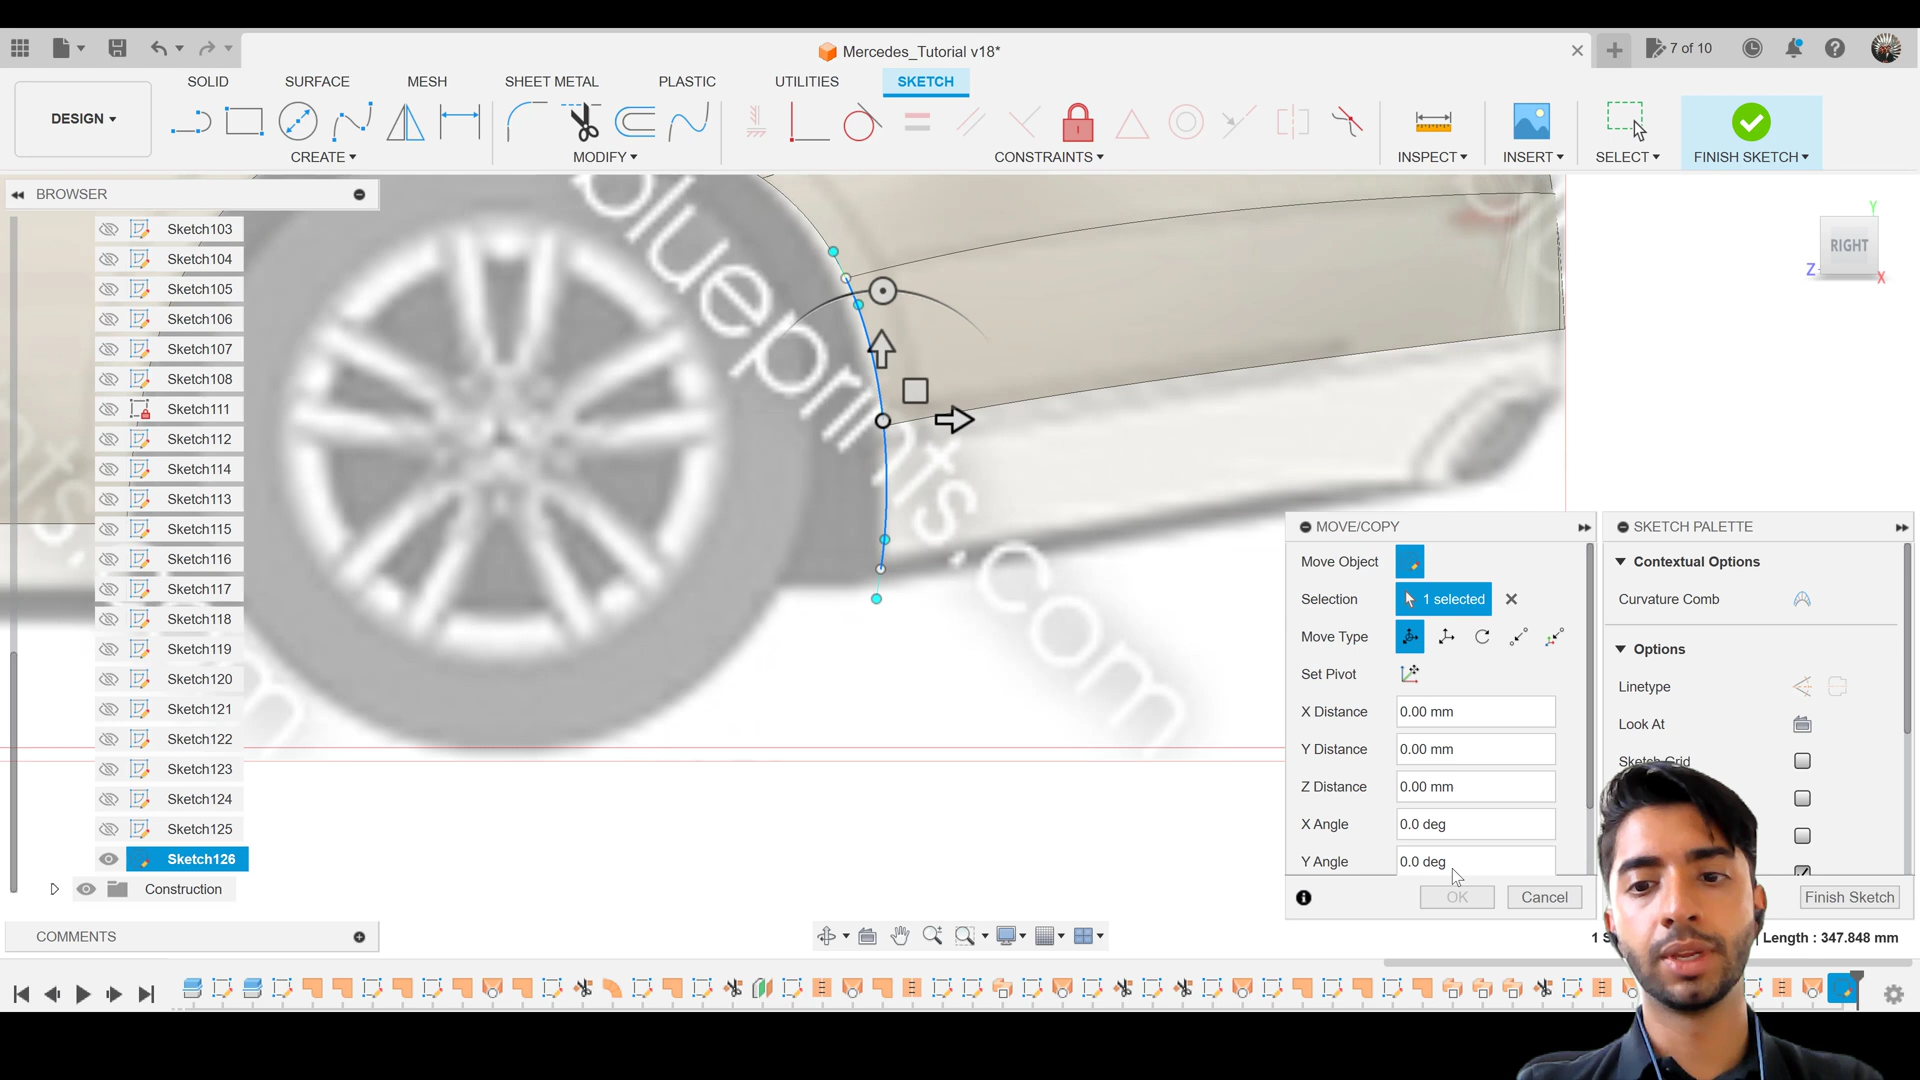 Mercedes_Tutorial v18*
7 of 10
SOLID
SURFACE
MESH
SHEET METAL
PLASTIC
UTILITIES
SKETCH
DESIGN
CREATE
MODIFY
CONSTRAINTS
INSPECT
INSERT
SELECT
FINISH SKETCH
BROWSER
Sketch103
Sketch104
Sketch105
Sketch106
Sketch107
Sketch108
Sketch111
Sketch112
Sketch114
Sketch113
Sketch115
Sketch116
Sketch117
Sketch118
Sketch119
Sketch120
Sketch121
Sketch122
Sketch123
Sketch124
Sketch125
Sketch126
Construction
blueprints.com
Y
RIGHT
Z
X
MOVE/COPY
Move Object
Selection
1 selected
Move Type
Set Pivot
X Distance
0.00 mm
Y Distance
0.00 mm
Z Distance
0.00 mm
X Angle
0.0 deg
Y Angle
0.0 deg
OK
Cancel
SKETCH PALETTE
Contextual Options
Curvature Comb
Options
Linetype
Look At
Sketch Grid
Finish Sketch
COMMENTS
Length : 347.848 mm